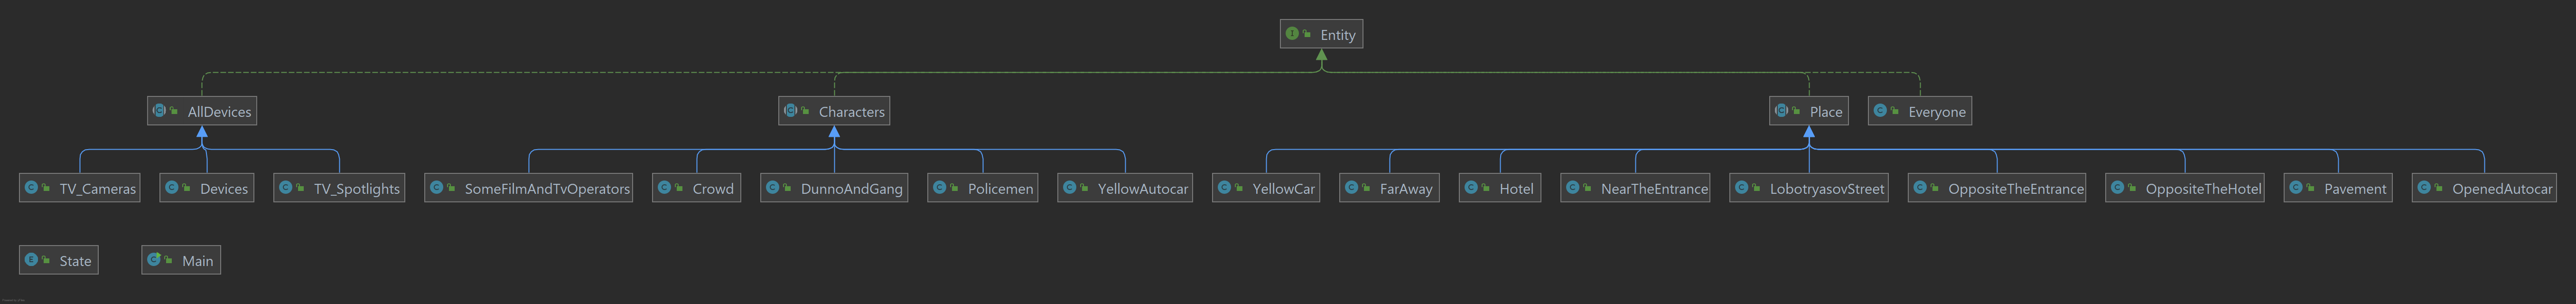 Entity
AllDevices Characters Place Everyone
TV_Cameras Devices TV_Spotlights SomeFilmAndTvOperators Crowd DunnoAndGang Policemen YellowAutocar YellowCar FarAway Hotel NearTheEntrance LobotryasovStreet OppositeTheEntrance OppositeTheHotel Pavement OpenedAutocar
State Main